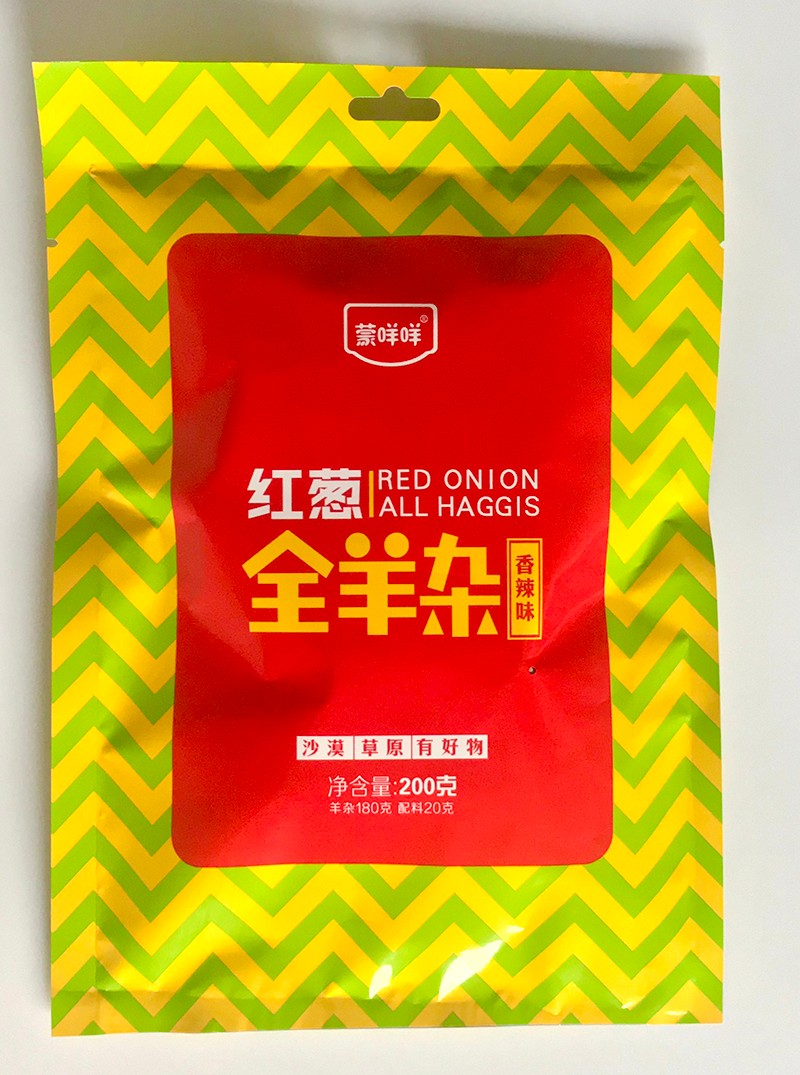 蒙咩咩®
红葱
RED ONION
ALL HAGGIS
全羊杂
香辣味
沙漠草原有好物
净含量:200克
羊杂180克 配料20克